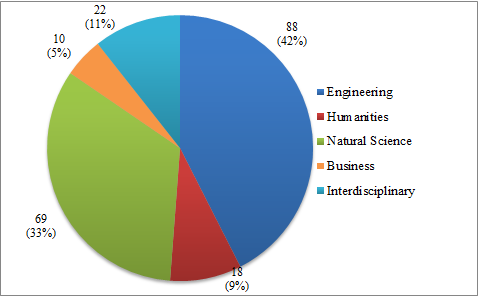 22
(11%)
10
(5%)
88
(42%)
Engineering
Humanities
Natural Science
Business
Interdisciplinary
69
(33%)
18
(9%)